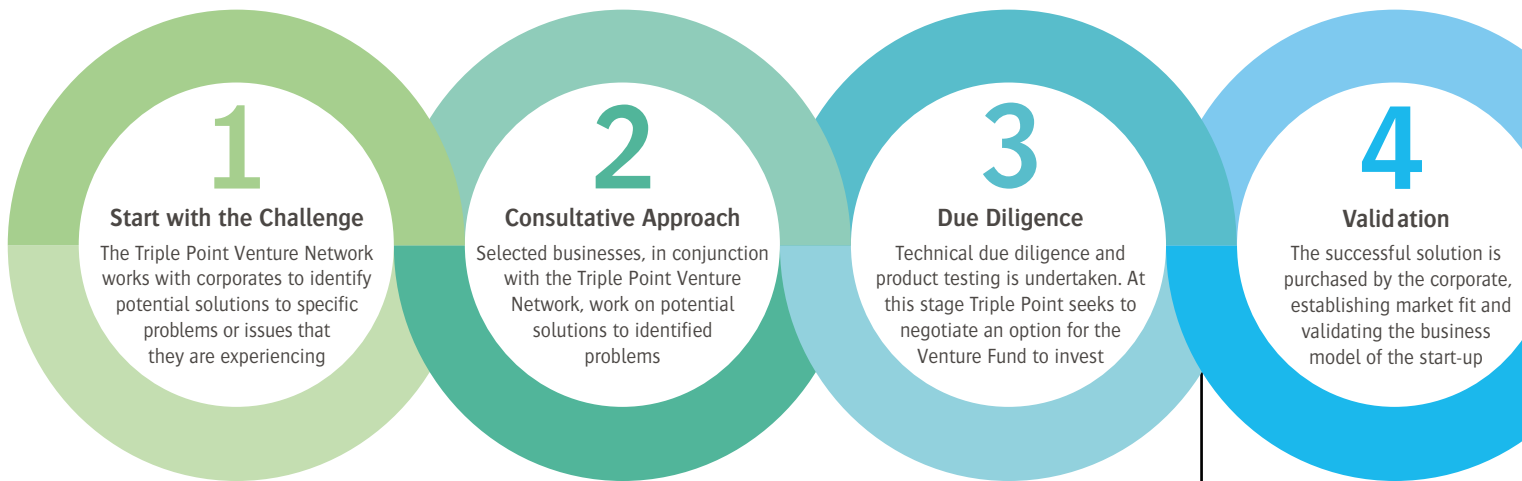 1
Start with the Challenge
The Triple Point Venture Network
works with corporates to identify
potential solutions to specific
problems or issues that
they are experiencing
2
Consultative Approach
Selected businesses, in conjunction
with the Triple Point Venture
Network, work on potential
solutions to identified
problems
3
Due Diligence
Technical due diligence and
product testing is undertaken. At
this stage Triple Point seeks to
negotiate an option for the
Venture Fund to invest
4
Validation
The successful solution is
purchased by the corporate,
establishing market fit and
validating the business
model of the start-up